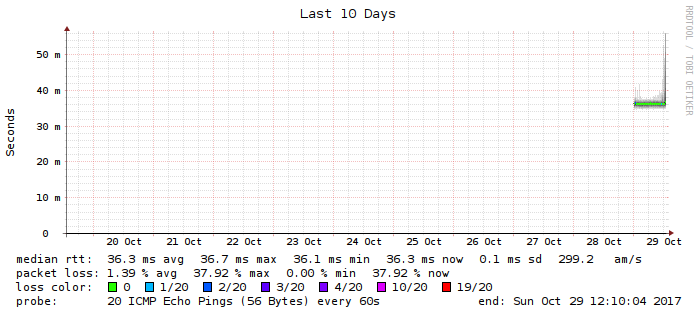 Last 10 Days
RRDTOOL / TOBI OETIKER
Seconds
50 m
40 m
30 m
20 m
10 m
0
20 Oct 21 Oct 22 Oct 23 Oct 24 Oct 25 Oct 26 Oct 27 Oct 28 Oct 29 Oct
median rtt: 36.3 ms avg 36.7 ms max 36.1 ms min 36.3 ms now 0.1 ms sd 299.2 am/s
packet loss: 1.39 % avg 37.92 % max 0.00 % min 37.92 % now
loss color: 0 1/20 2/20 3/20 4/20 10/20 19/20
probe: 20 ICMP Echo Pings (56 Bytes) every 60s end: Sun Oct 29 12:10:04 2017